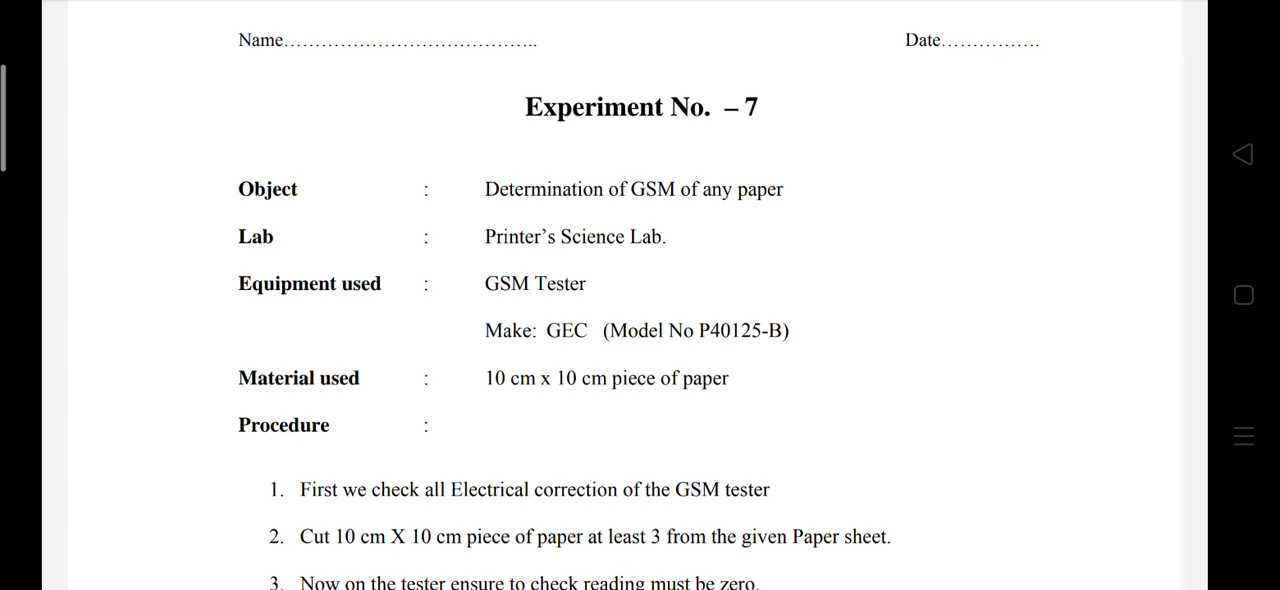 Name…………………………………….. Date…………….
Experiment No. – 7
Object : Determination of GSM of any paper
Lab : Printer’s Science Lab.
Equipment used : GSM Tester
Make: GEC (Model No P40125-B)
Material used : 10 cm x 10 cm piece of paper
Procedure :
1. First we check all Electrical correction of the GSM tester
2. Cut 10 cm X 10 cm piece of paper at least 3 from the given Paper sheet.
3. Now on the tester ensure to check reading must be zero.